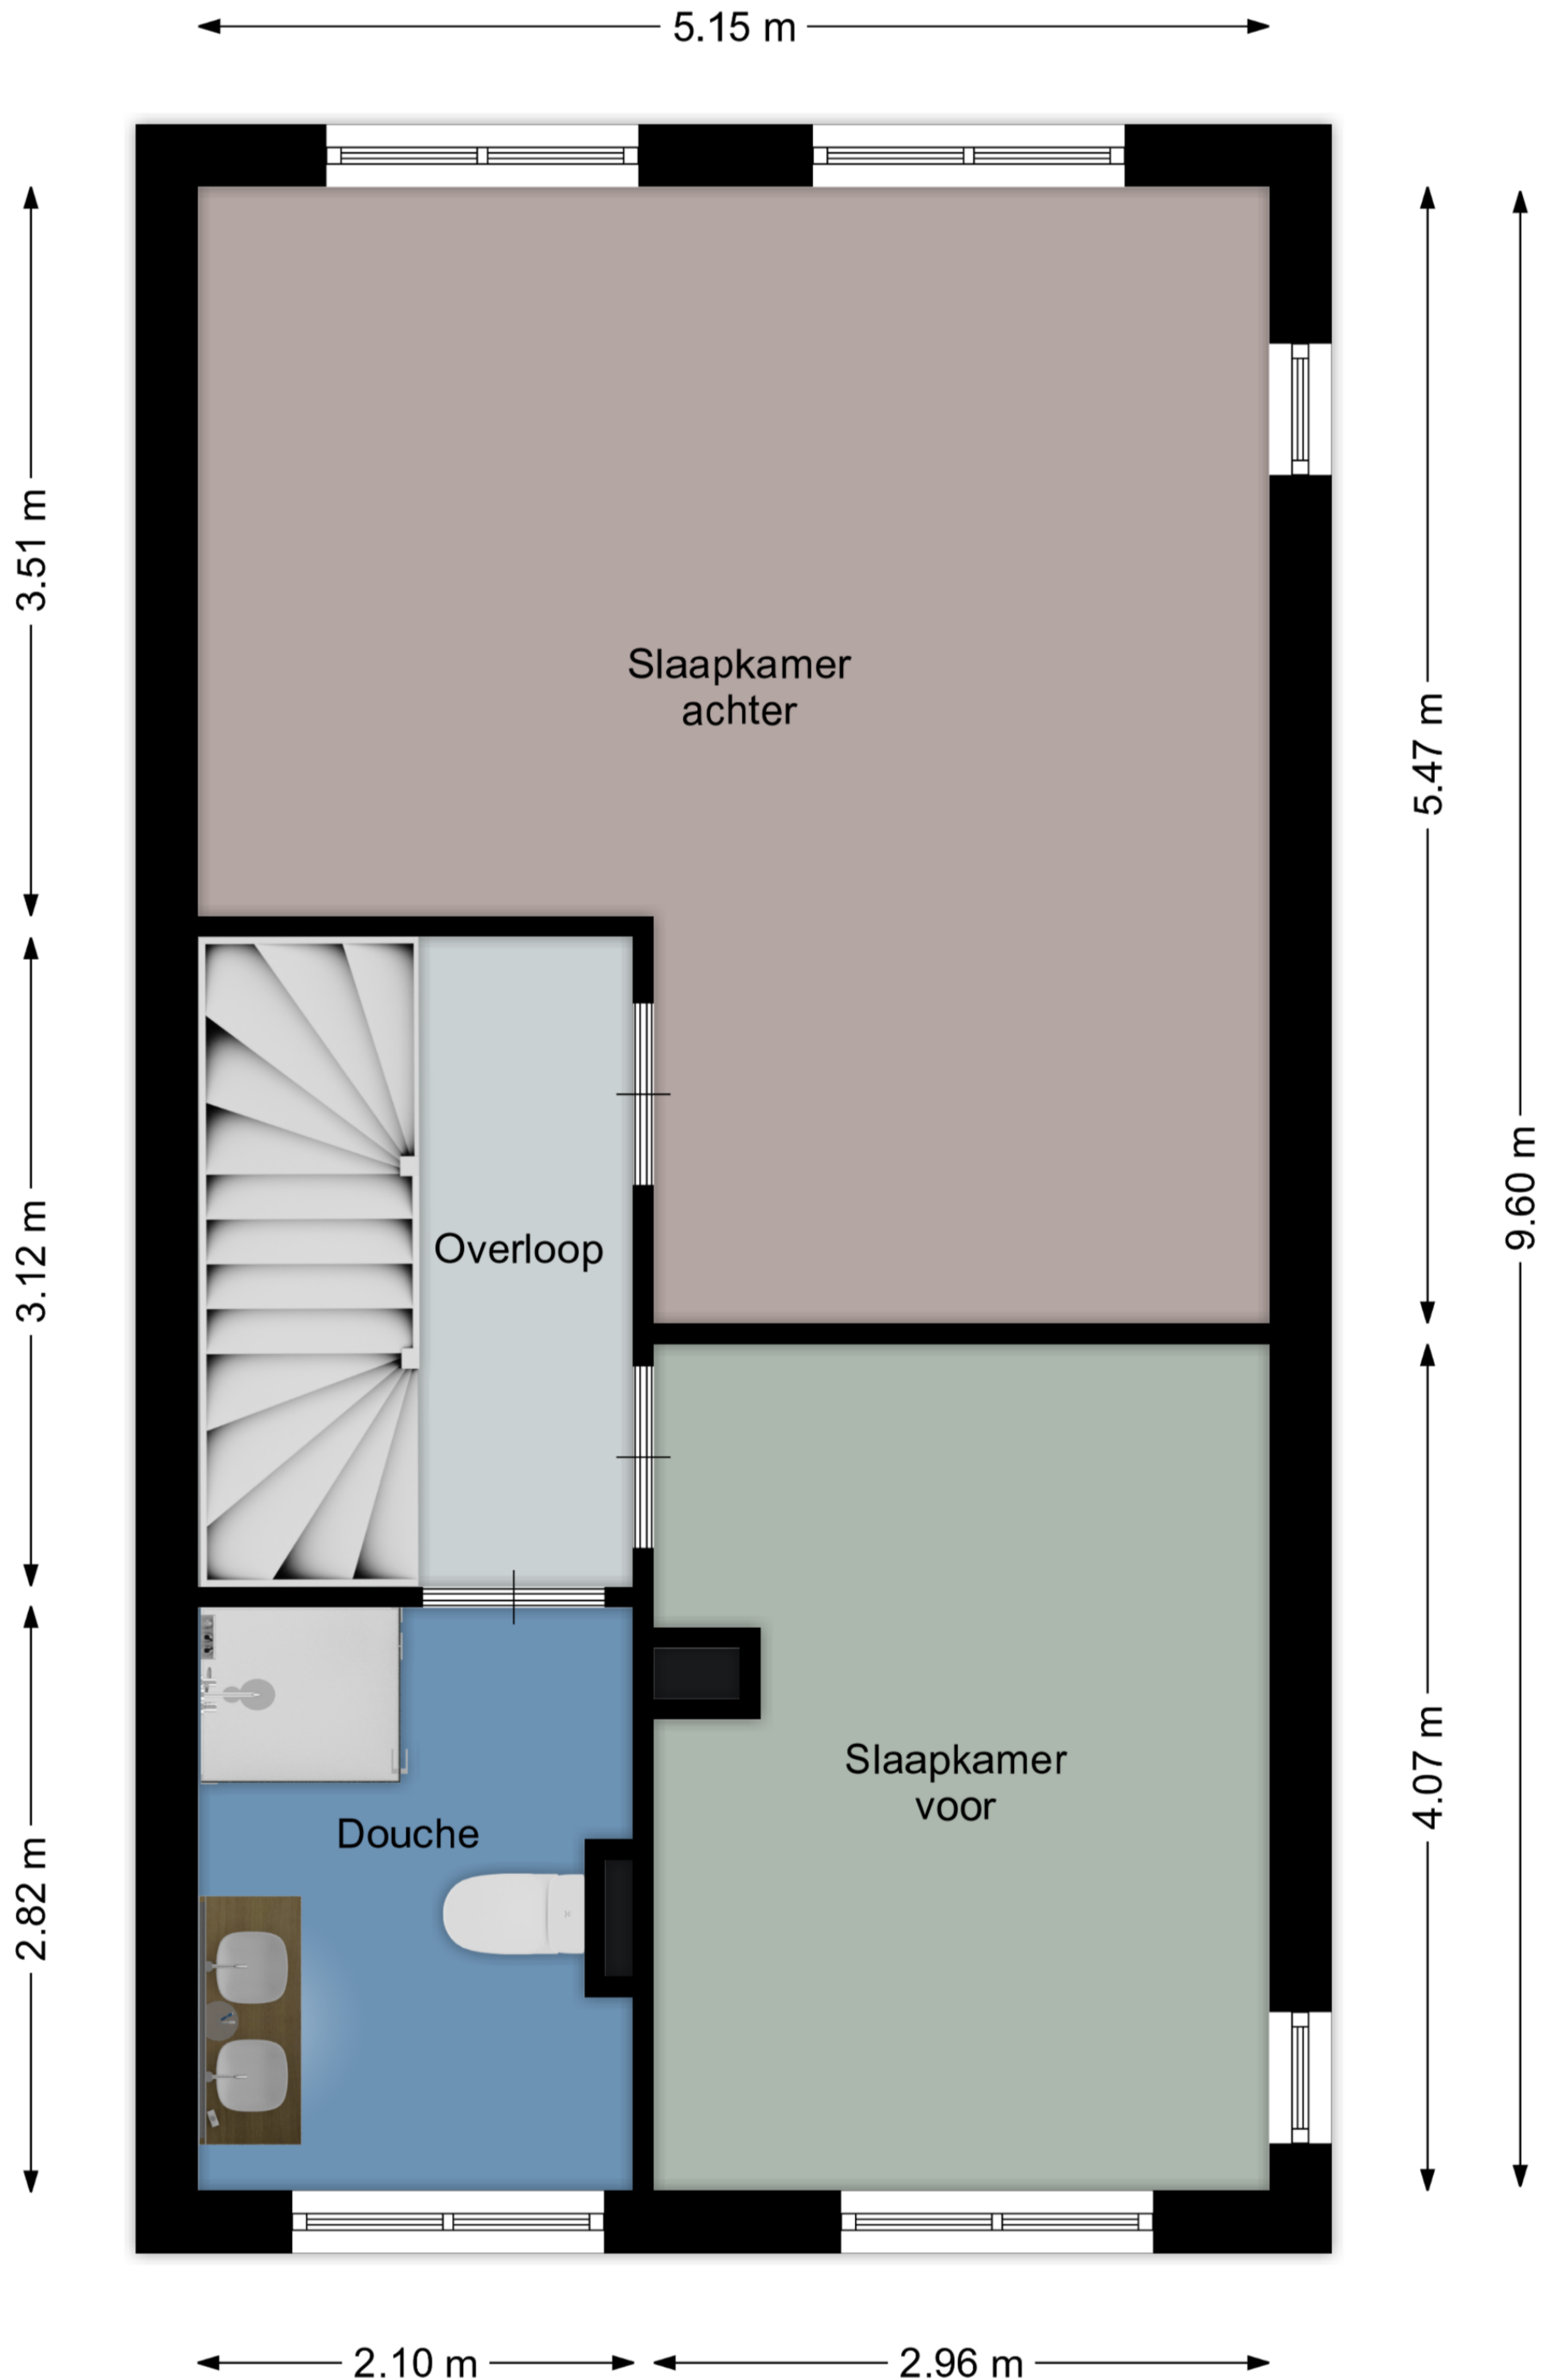 5.15 m
3.51 m
Slaapkamer
achter
5.47 m
9.60 m
3.12 m
Overloop
Slaapkamer
voor
4.07 m
Douche
2.82 m
2.10 m
2.96 m